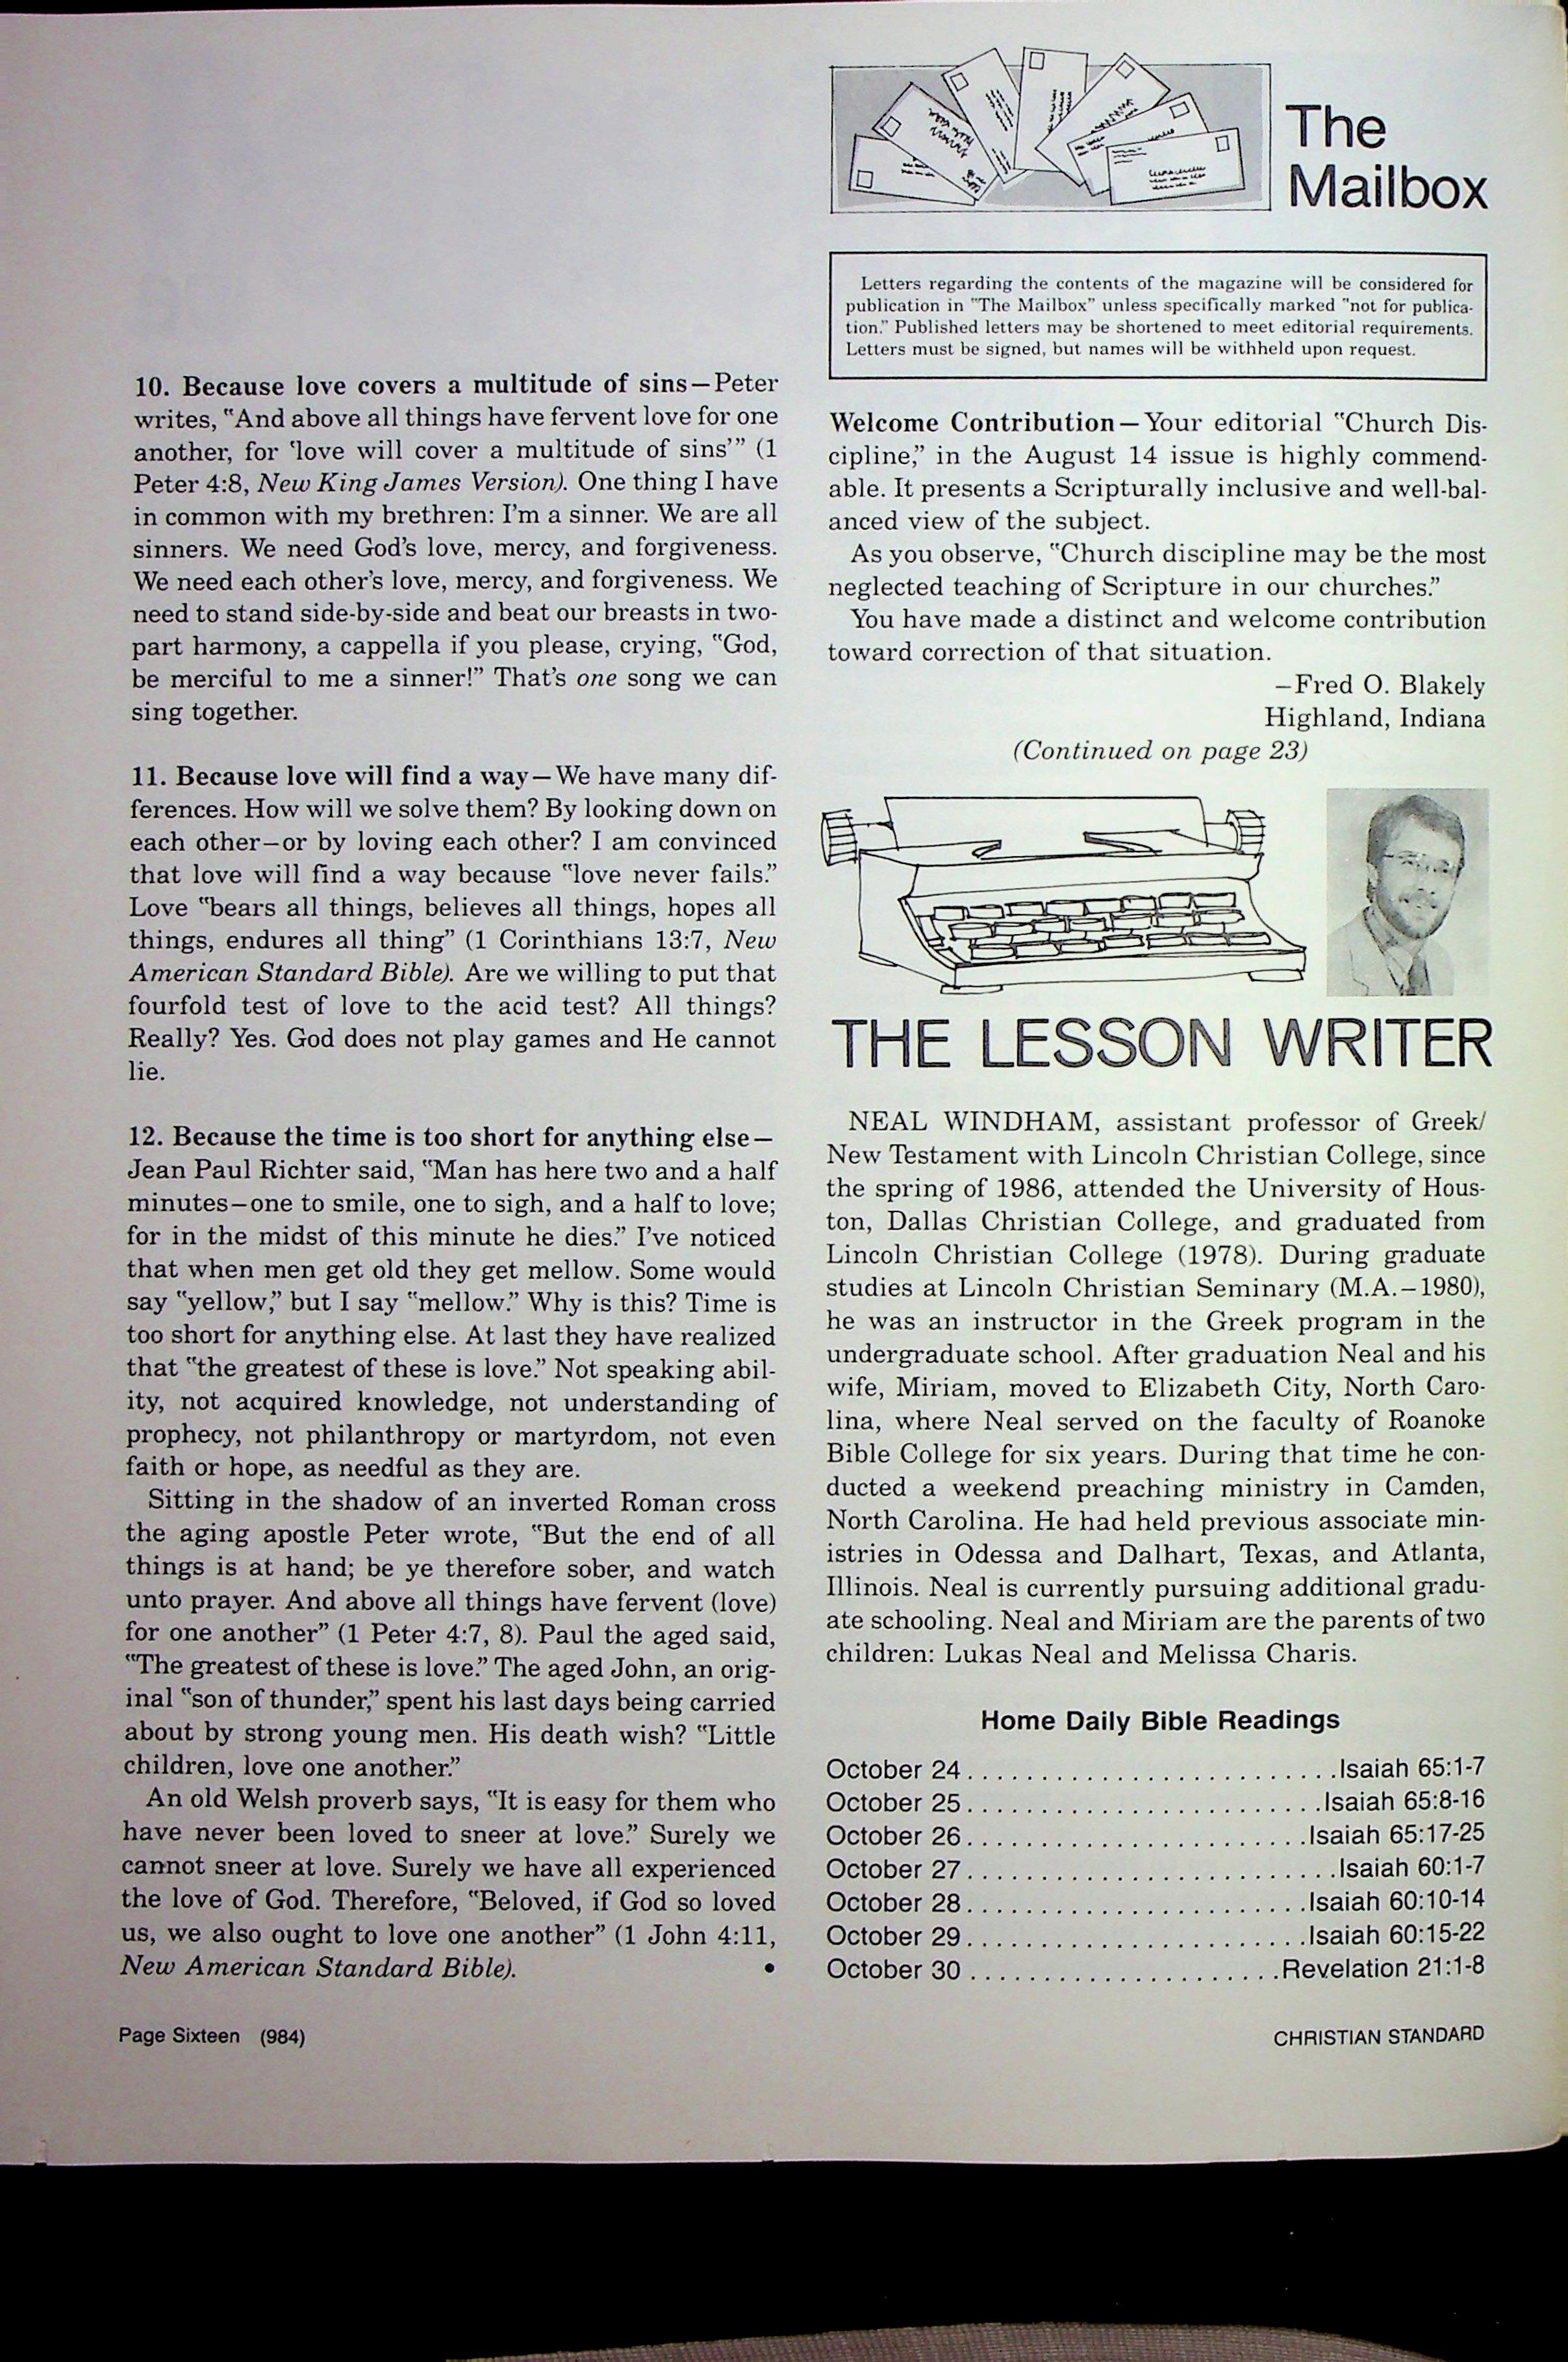 10. Because love covers a multitude of sins—Peter
writes, "And above all things have fervent love for one
another, for 'love will cover a multitude of sins'" (1
Peter 4:8, New King James Version). One thing I have
in common with my brethren: I'm a sinner. We are all
sinners. We need God's love, mercy, and forgiveness.
We need each other's love, mercy, and forgiveness. We
need to stand side-by-side and beat our breasts in two-
part harmony, a cappella if you please, crying, "God,
be merciful to me a sinner!" That's one song we can
sing together.
11. Because love will find a way—We have many dif-
ferences. How will we solve them? By looking down on
each other—or by loving each other? I am convinced
that love will find a way because "love never fails."
Love "bears all things, believes all things, hopes all
things, endures all thing" (1 Corinthians 13:7, New
American Standard Bible). Are we willing to put that
fourfold test of love to the acid test? All things?
Really? Yes. God does not play games and He cannot
lie.
12. Because the time is too short for anything else—
Jean Paul Richter said, "Man has here two and a half
minutes—one to smile, one to sigh, and a half to love;
for in the midst of this minute he dies." I've noticed
that when men get old they get mellow. Some would
say "yellow," but I say "mellow." Why is this? Time is
too short for anything else. At last they have realized
that "the greatest of these is love." Not speaking abil-
ity, not acquired knowledge, not understanding of
prophecy, not philanthropy or martyrdom, not even
faith or hope, as needful as they are.
Sitting in the shadow of an inverted Roman cross
the aging apostle Peter wrote, "But the end of all
things is at hand; be ye therefore sober, and watch
unto prayer. And above all things have fervent (love)
for one another" (1 Peter 4:7, 8). Paul the aged said,
"The greatest of these is love." The aged John, an orig-
inal "son of thunder," spent his last days being carried
about by strong young men. His death wish? "Little
children, love one another."
An old Welsh proverb says, "It is easy for them who
have never been loved to sneer at love." Surely we
cannot sneer at love. Surely we have all experienced
the love of God. Therefore, "Beloved, if God so loved
us, we also ought to love one another" (1 John 4:11,
New American Standard Bible). •
The
Mailbox
Letters regarding the contents of the magazine will be considered for
publication in "The Mailbox" unless specifically marked "not for publica-
tion." Published letters may be shortened to meet editorial requirements.
Letters must be signed, but names will be withheld upon request.
Welcome Contribution—Your editorial "Church Dis-
cipline," in the August 14 issue is highly commend-
able. It presents a Scripturally inclusive and well-bal-
anced view of the subject.
As you observe, "Church discipline may be the most
neglected teaching of Scripture in our churches."
You have made a distinct and welcome contribution
toward correction of that situation.
—Fred O. Blakely
Highland, Indiana
(Continued on page 23)
THE LESSON WRITER
NEAL WINDHAM, assistant professor of Greek/
New Testament with Lincoln Christian College, since
the spring of 1986, attended the University of Hous-
ton, Dallas Christian College, and graduated from
Lincoln Christian College (1978). During graduate
studies at Lincoln Christian Seminary (M.A.—1980),
he was an instructor in the Greek program in the
undergraduate school. After graduation Neal and his
wife, Miriam, moved to Elizabeth City, North Caro-
lina, where Neal served on the faculty of Roanoke
Bible College for six years. During that time he con-
ducted a weekend preaching ministry in Camden,
North Carolina. He had held previous associate min-
istries in Odessa and Dalhart, Texas, and Atlanta,
Illinois. Neal is currently pursuing additional gradu-
ate schooling. Neal and Miriam are the parents of two
children: Lukas Neal and Melissa Charis.
Home Daily Bible Readings
October 24.........................Isaiah 65:1-7
October 25........................Isaiah 65:8-16
October 26.......................Isaiah 65:17-25
October 27.........................Isaiah 60:1-7
October 28.......................Isaiah 60:10-14
October 29.......................Isaiah 60:15-22
October 30 .....................Revelation 21:1-8
Page Sixteen (984)
CHRISTIAN STANDARD